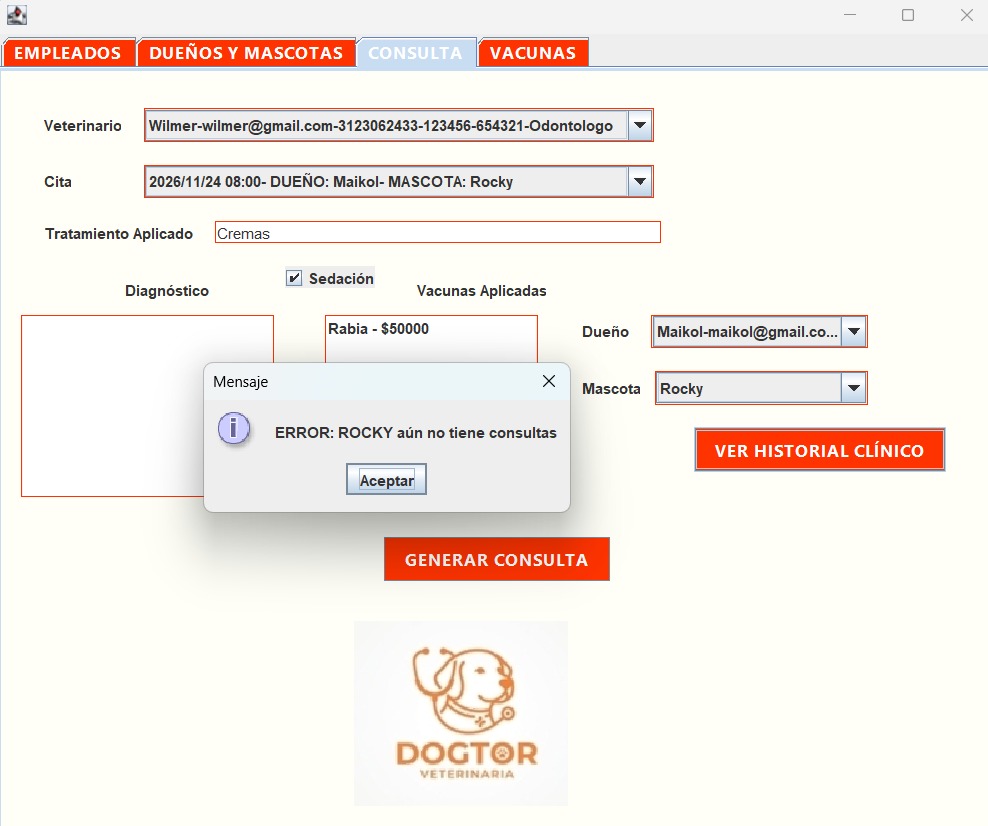 EMPLEADOS DUEÑOS Y MASCOTAS CONSULTA VACUNAS
Veterinario Wilmer-wilmer@gmail.com-3123062433-123456-654321-Odontologo
Cita 2026/11/24 08:00- DUEÑO: Maikol- MASCOTA: Rocky
Tratamiento Aplicado Cremas
Sedación
Diagnóstico Vacunas Aplicadas
Rabia - $50000
Dueño Maikol-maikol@gmail.co...
Mascota Rocky
VER HISTORIAL CLÍNICO
Mensaje
ERROR: ROCKY aún no tiene consultas
Aceptar
GENERAR CONSULTA
DOGTOR
VETERINARIA